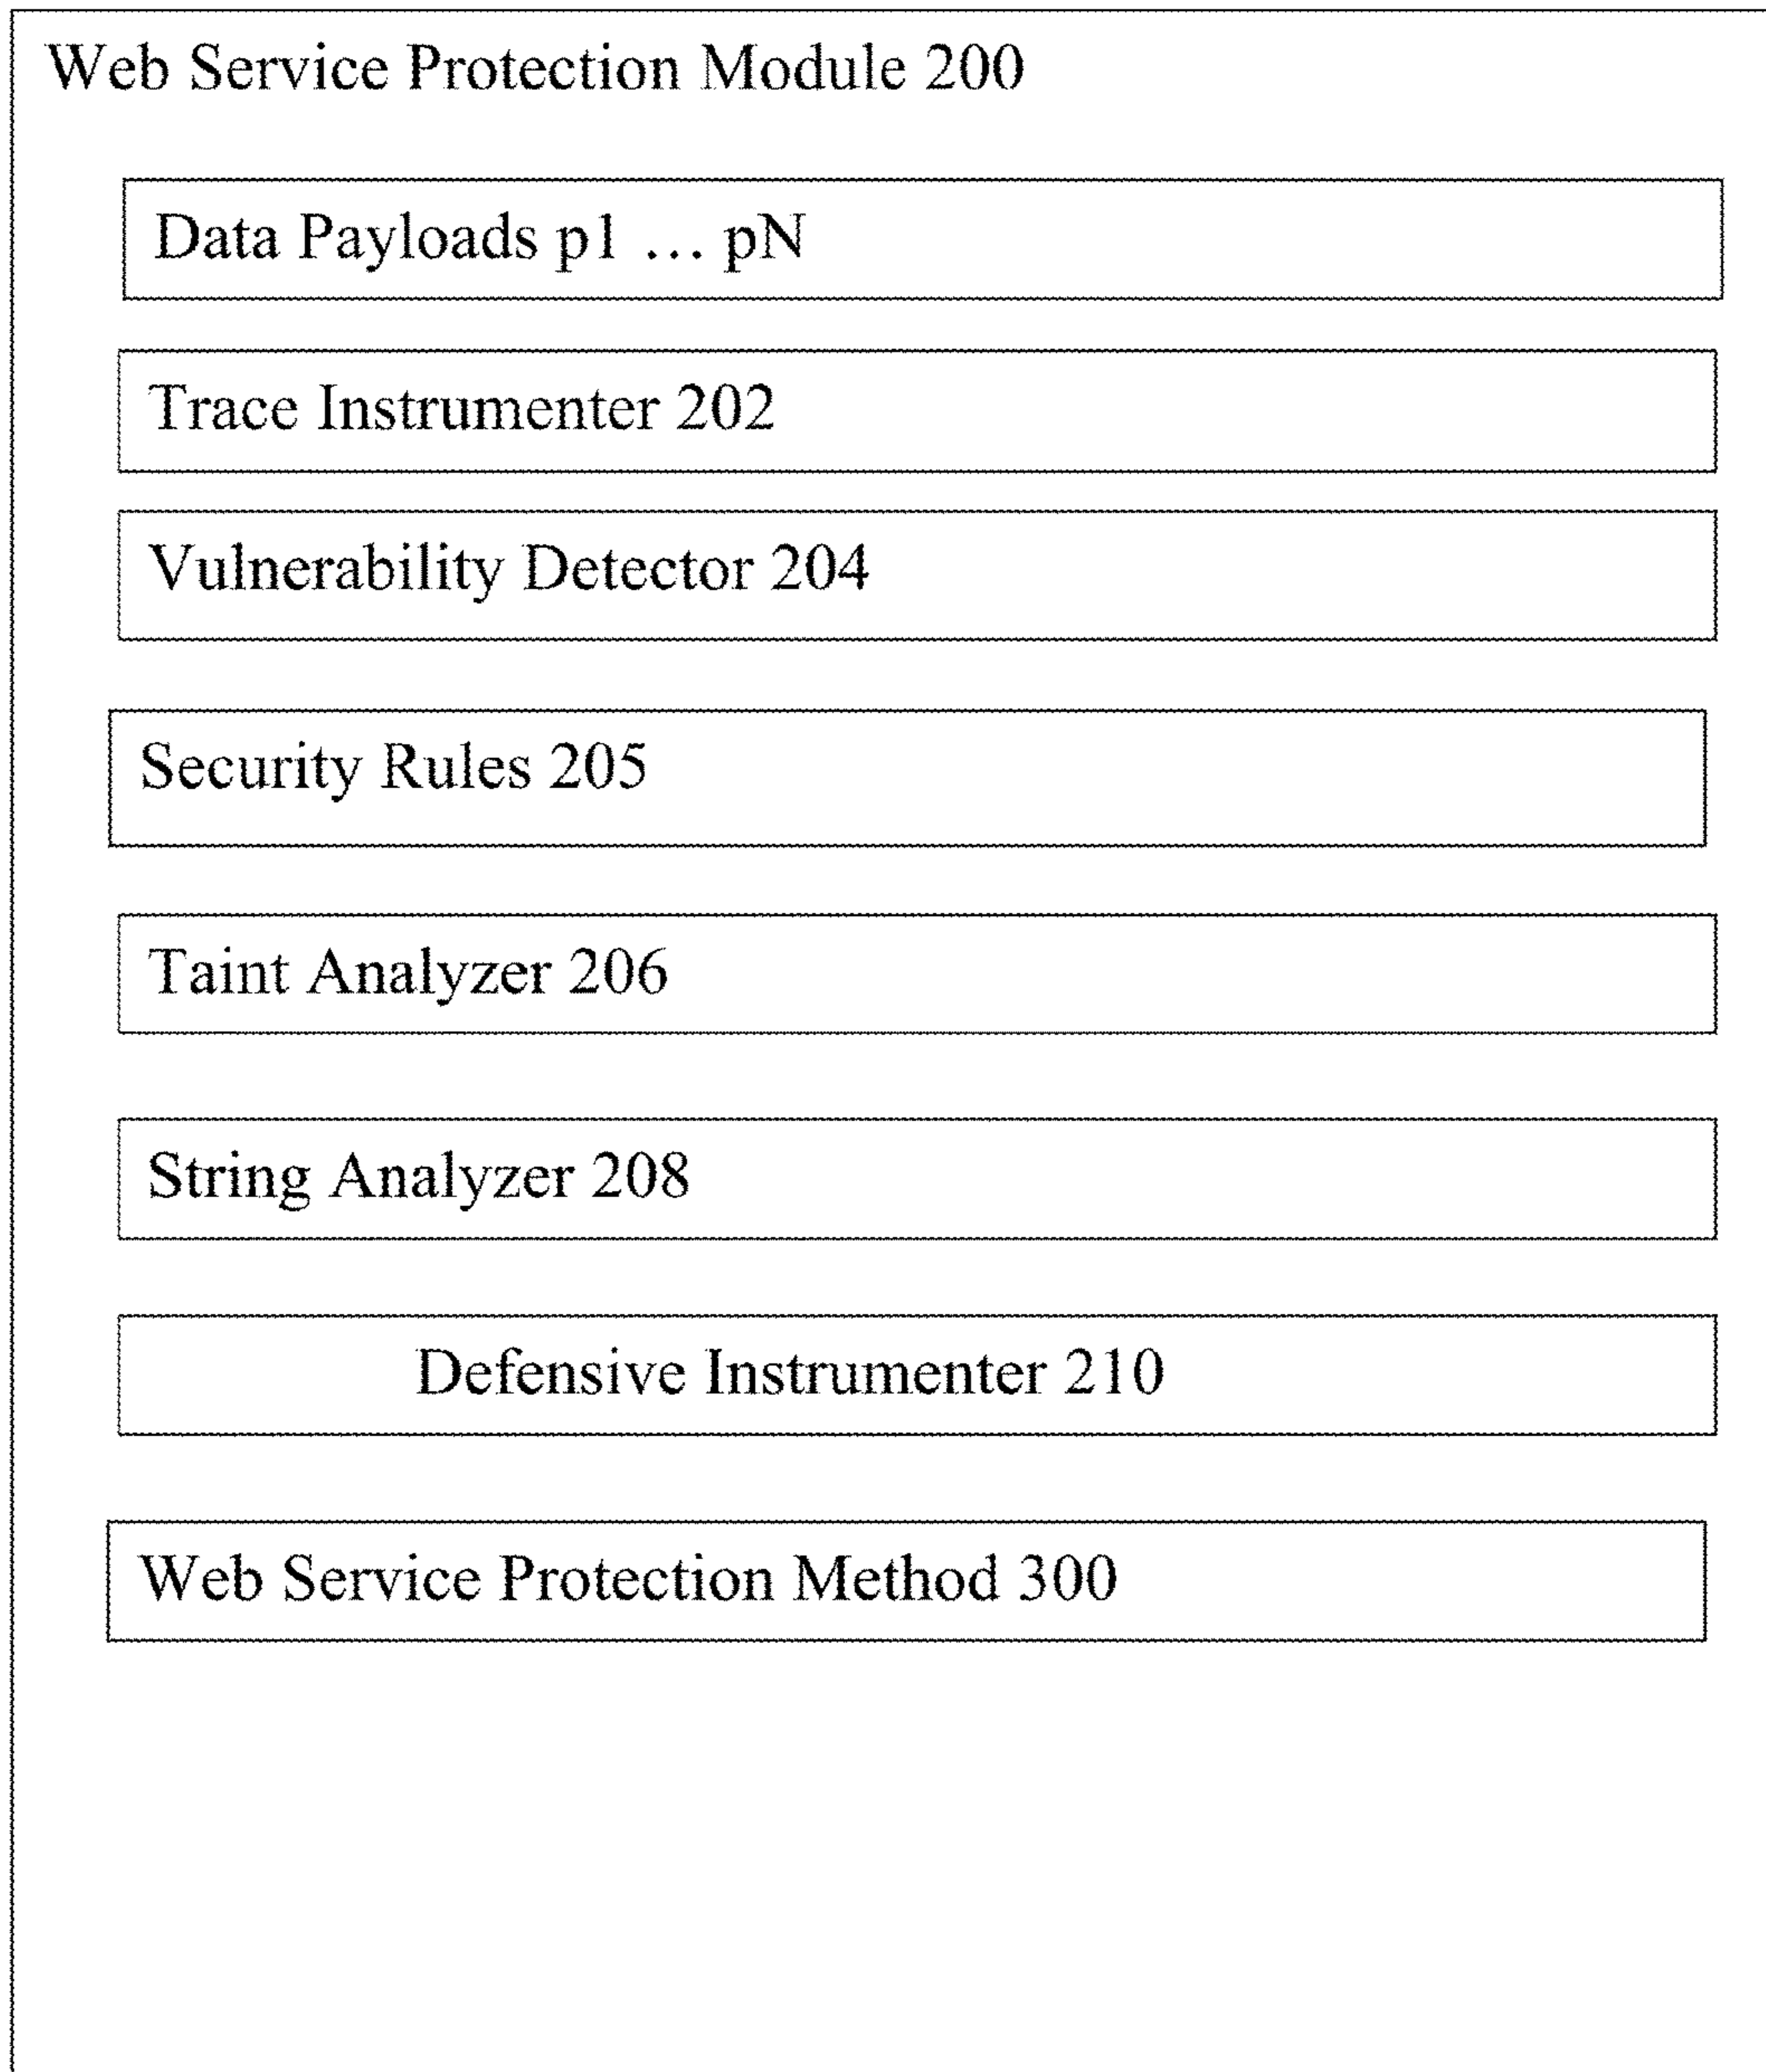 Web Service Protection Module 200
Data Payloads p1 ... pN
Trace Instrumenter 202
Vulnerability Detector 204
Security Rules 205
Taint Analyzer 206
String Analyzer 208
Defensive Instrumenter 210
Web Service Protection Method 300